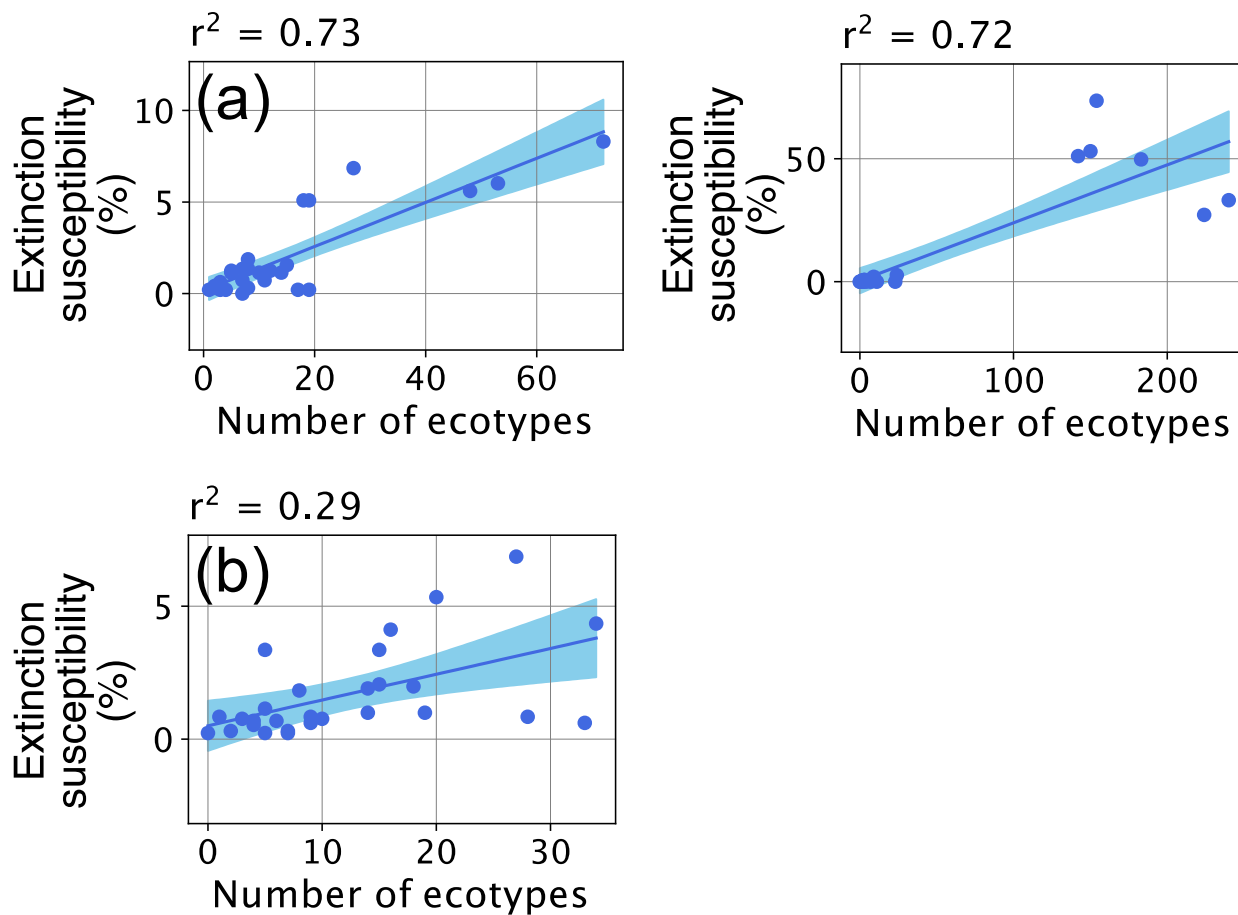 r² = 0.73
(a)
Extinction
susceptibility
(%)
10
5
0
0 20 40 60
Number of ecotypes
r² = 0.72
Extinction
susceptibility
(%)
50
0
0 100 200
Number of ecotypes
r² = 0.29
(b)
Extinction
susceptibility
(%)
5
0
0 10 20 30
Number of ecotypes